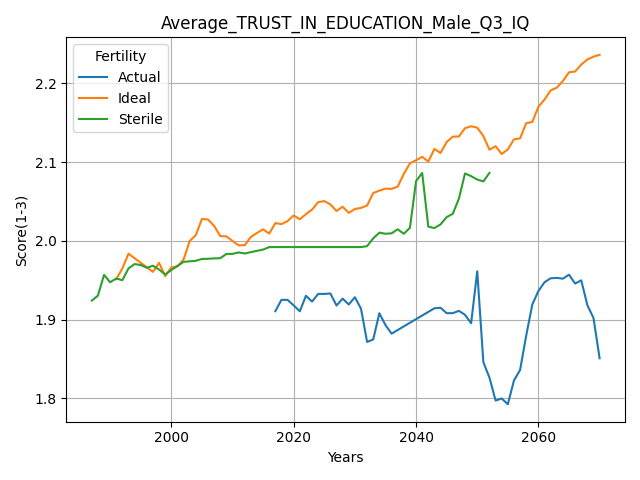 Average_TRUST_IN_EDUCATION_Male_Q3_IQ
Fertility
Actual
Ideal
Sterile
Score(1-3)
2.2
2.1
2.0
1.9
1.8
2000
2020
2040
2060
Years